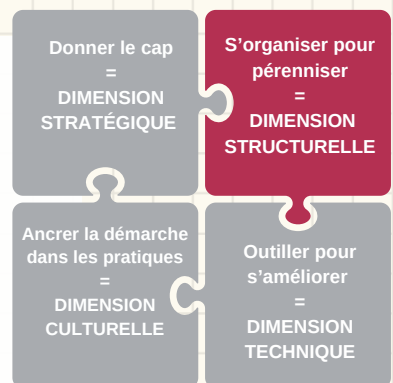 Donner le cap
=
DIMENSION
STRATÉGIQUE
S’organiser pour
pérenniser
=
DIMENSION
STRUCTURELLE
Ancrer la démarche
dans les pratiques
=
DIMENSION
CULTURELLE
Outiller pour
s’améliorer
=
DIMENSION
TECHNIQUE